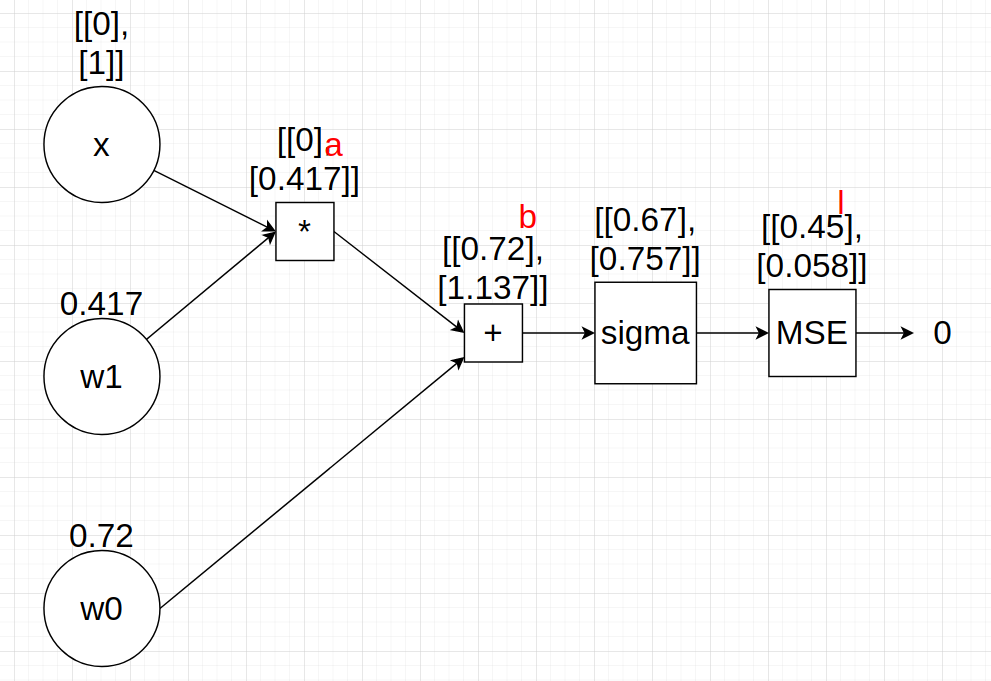 [[0],
[1]]
x
[[0]a
[0.417]]
*
b
[[0.72],
[1.137]]
+
[[0.67],
[0.757]]
sigma
l
[[0.45],
[0.058]]
MSE
0
0.417
w1
0.72
w0